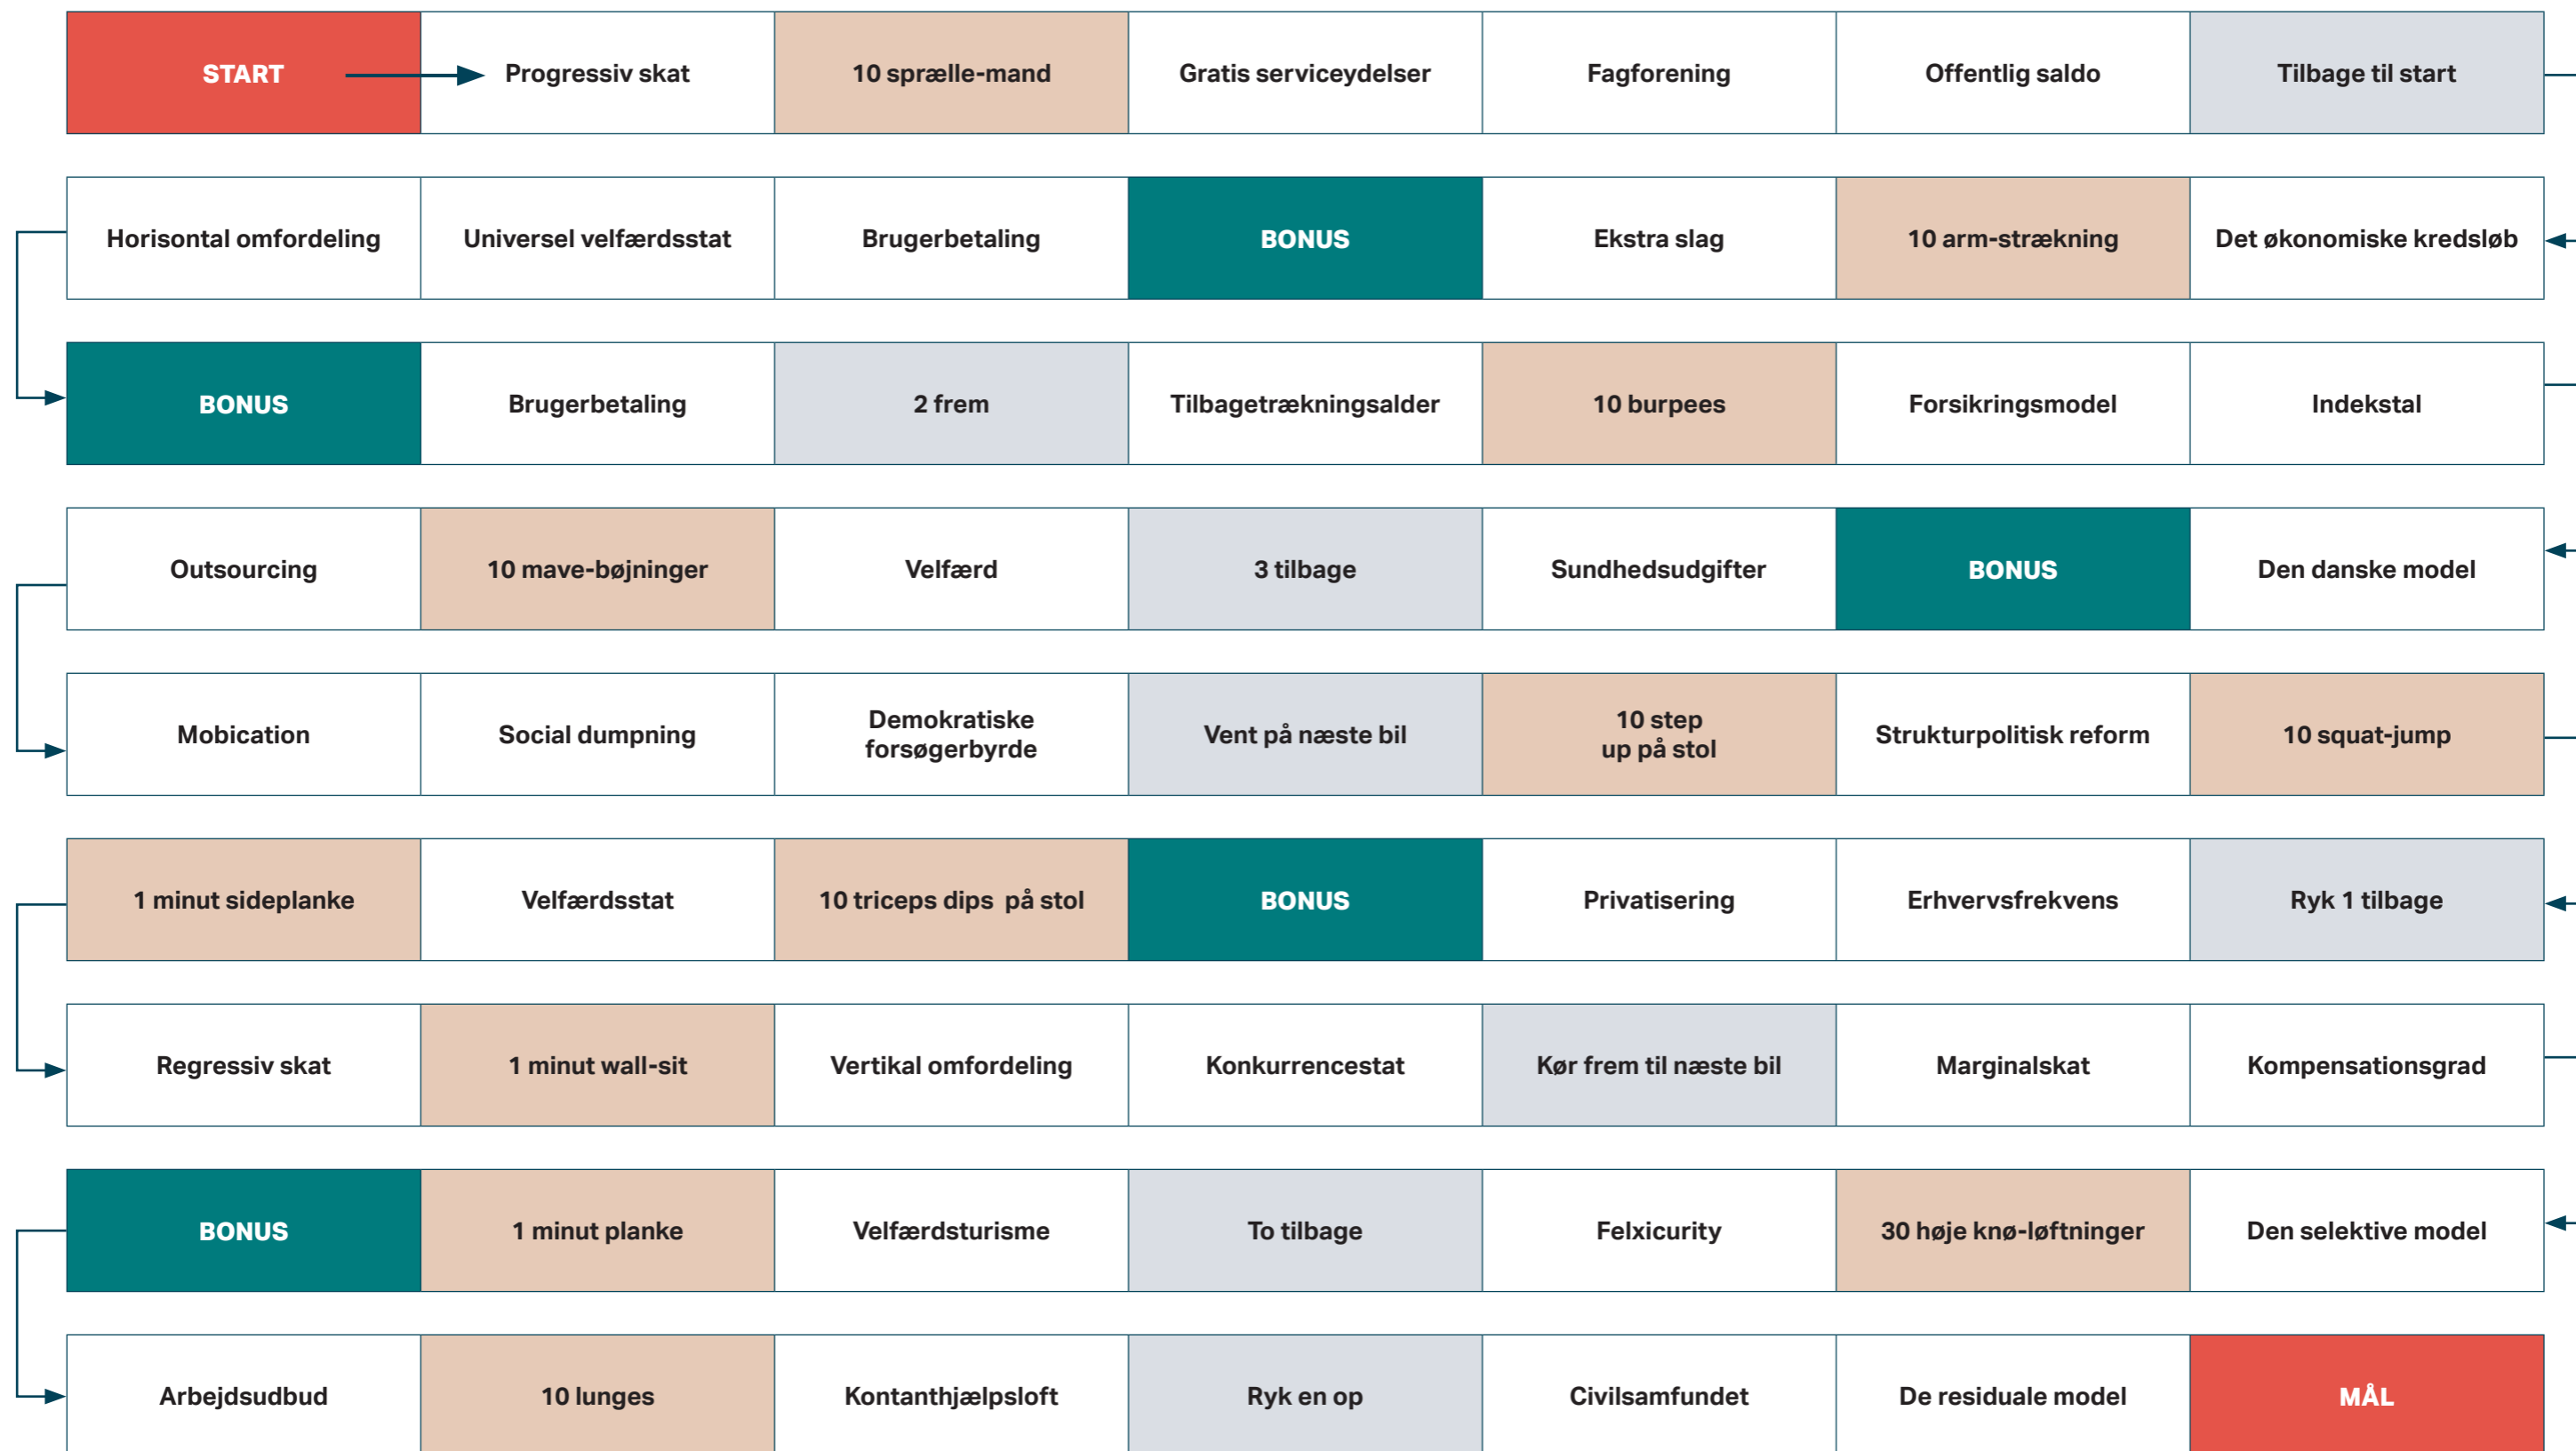 START
Progressiv skat
10 sprælle-mand
Gratis serviceydelser
Fagforening
Offentlig saldo
Tilbage til start
Horisontal omfordeling
Universel velfærdsstat
Brugerbetaling
BONUS
Ekstra slag
10 arm-strækning
Det økonomiske kredsløb
BONUS
Brugerbetaling
2 frem
Tilbagetrækningsalder
10 burpees
Forsikringsmodel
Indekstal
Outsourcing
10 mave-bøjninger
Velfærd
3 tilbage
Sundhedsudgifter
BONUS
Den danske model
Mobication
Social dumpning
Demokratiske
forsøgerbyrde
Vent på næste bil
10 step
up på stol
Strukturpolitisk reform
10 squat-jump
1 minut sideplanke
Velfærdsstat
10 triceps dips på stol
BONUS
Privatisering
Erhvervsfrekvens
Ryk 1 tilbage
Regressiv skat
1 minut wall-sit
Vertikal omfordeling
Konkurrencestat
Kør frem til næste bil
Marginalskat
Kompensationsgrad
BONUS
1 minut planke
Velfærdsturisme
To tilbage
Felxicurity
30 høje knø-løftninger
Den selektive model
Arbejdsudbud
10 lunges
Kontanthjælpsloft
Ryk en op
Civilsamfundet
De residuale model
MÅL